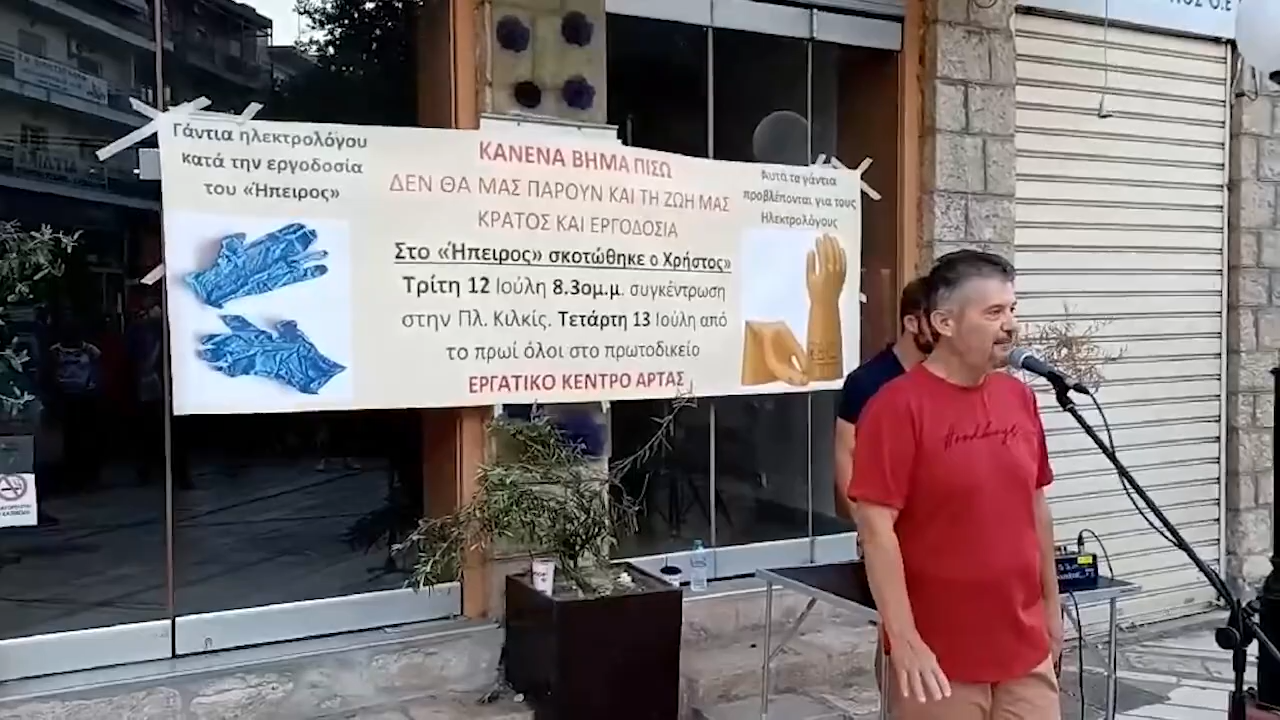 Γάντια ηλεκτρολόγου
κατά την εργοδοσία
του «Ήπειρος»
ΚΑΝΕΝΑ ΒΗΜΑ ΠΙΣΩ
ΔΕΝ ΘΑ ΜΑΣ ΠΑΡΟΥΝ ΚΑΙ ΤΗ ΖΩΗ ΜΑΣ
ΚΡΑΤΟΣ ΚΑΙ ΕΡΓΟΔΟΣΙΑ
Στο «Ήπειρος» σκοτώθηκε ο Χρήστος»
Τρίτη 12 Ιούλη 8.3ομ.μ. συγκέντρωση
στην Πλ. Κιλκίς. Τετάρτη 13 Ιούλη από
το πρωί όλοι στο πρωτοδικείο
ΕΡΓΑΤΙΚΟ ΚΕΝΤΡΟ ΑΡΤΑΣ
Αυτά τα γάντια
προβλέπονται για τους
Ηλεκτρολόγους